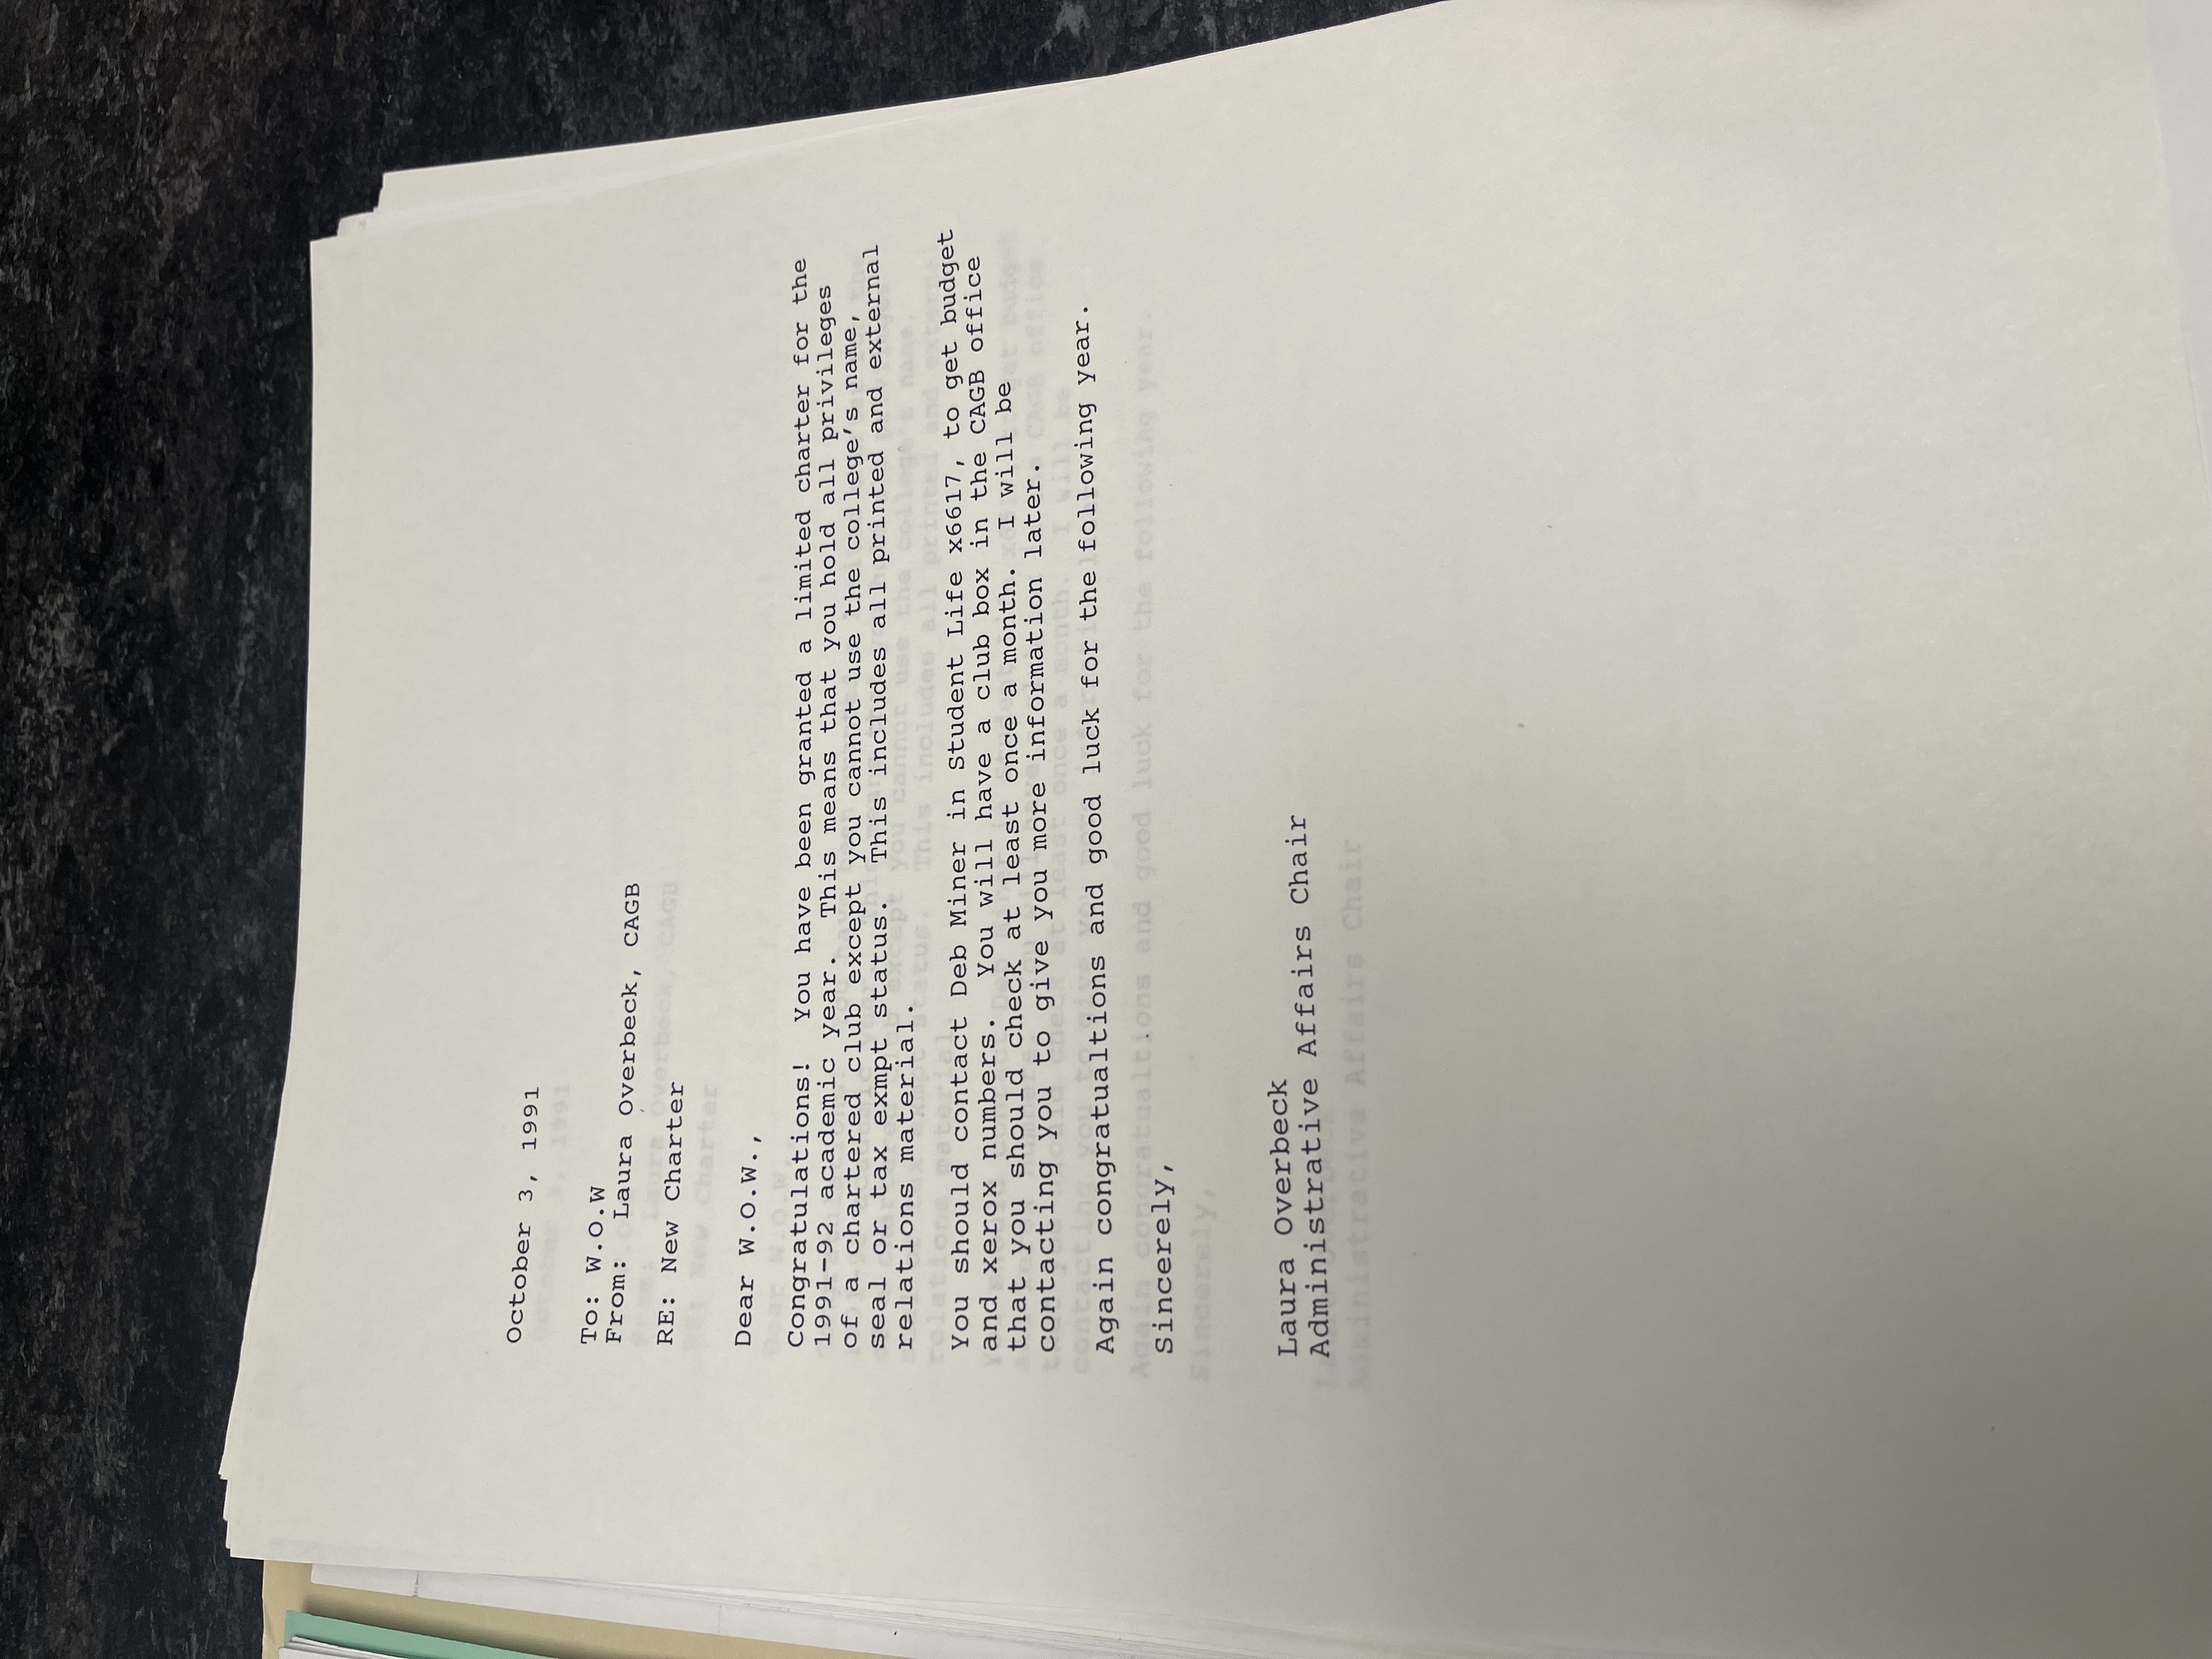 October 3, 1991
To: W.O.W
From:  Laura Overbeck, CAGB
RE: New Charter
Dear W.O.W.,
Congratulations!  You have been granted a limited charter for the
1991-92 academic year.  This means that you hold all privileges
of a chartered club except you cannot use the college's name,
seal or tax exmpt status.  This includes all printed and external
relations material.
You should contact Deb Miner in Student Life x6617, to get budget
and xerox numbers.  You will have a club box in the CAGB office
that you should check at least once a month.  I will be
contacting you to give you more information later.
Again congratualtions and good luck for the following year.
Sincerely,
Laura Overbeck
Administrative Affairs Chair